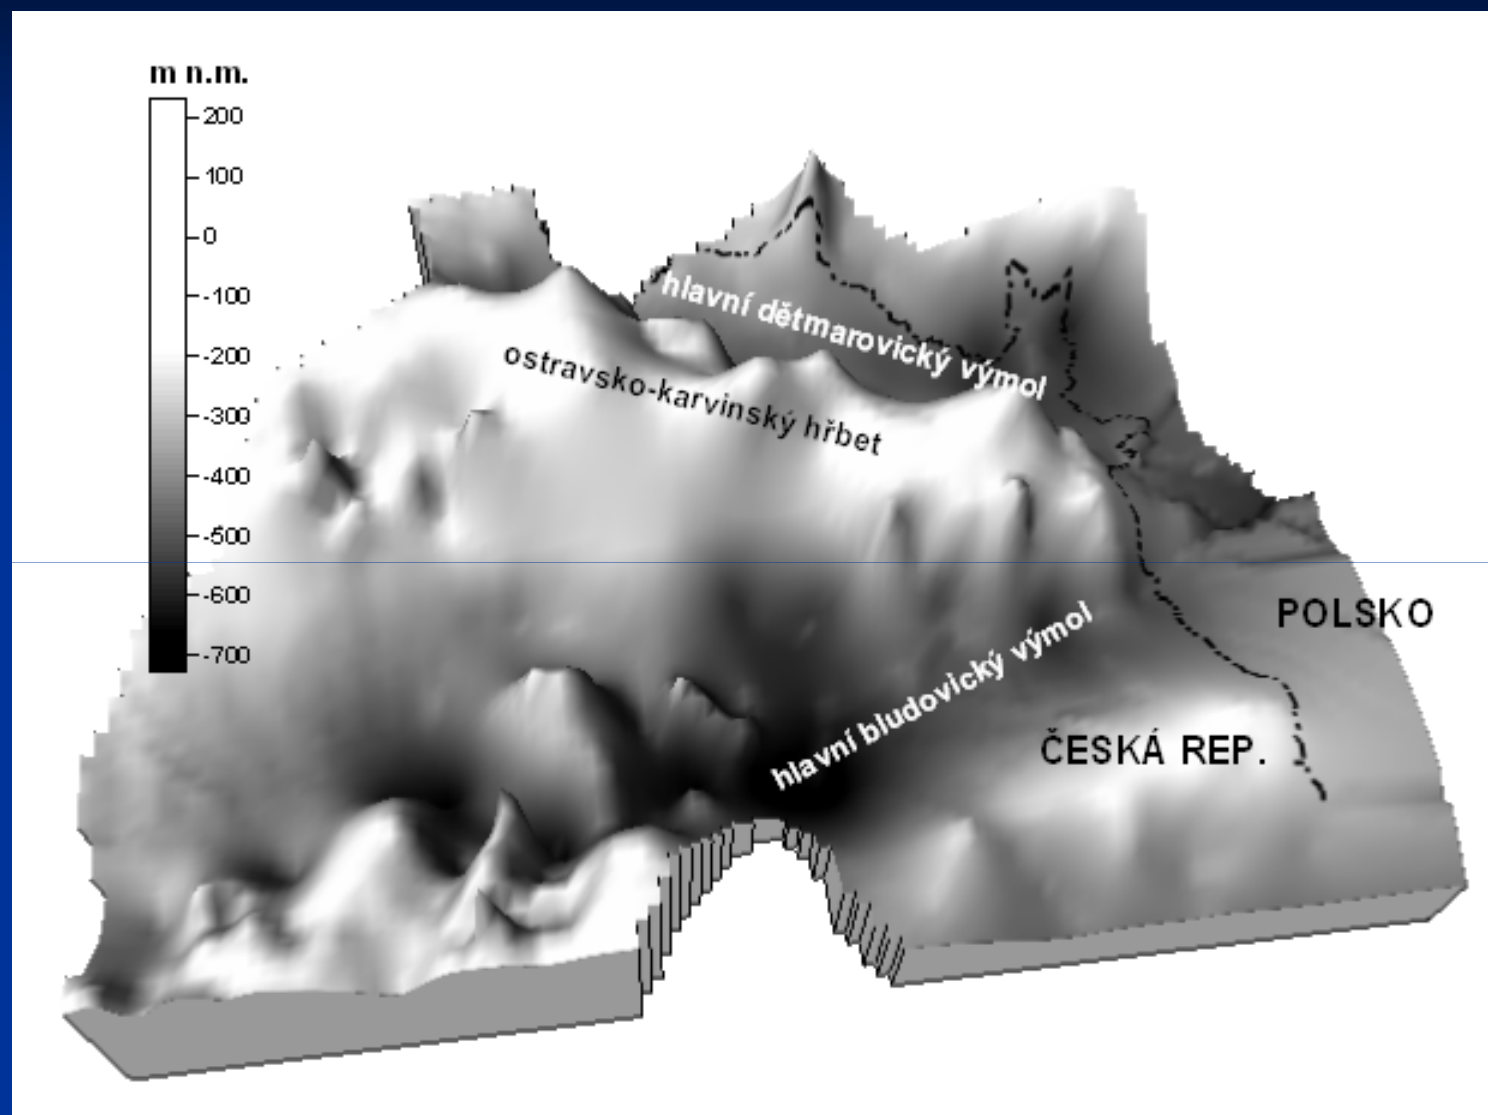 m n.m.
200
100
0
-100
-200
-300
-400
-500
-600
-700
hlavní dětmarovický výmol
ostravsko-karvinský hřbet
hlavní bludovický výmol
POLSKO
ČESKÁ REP.